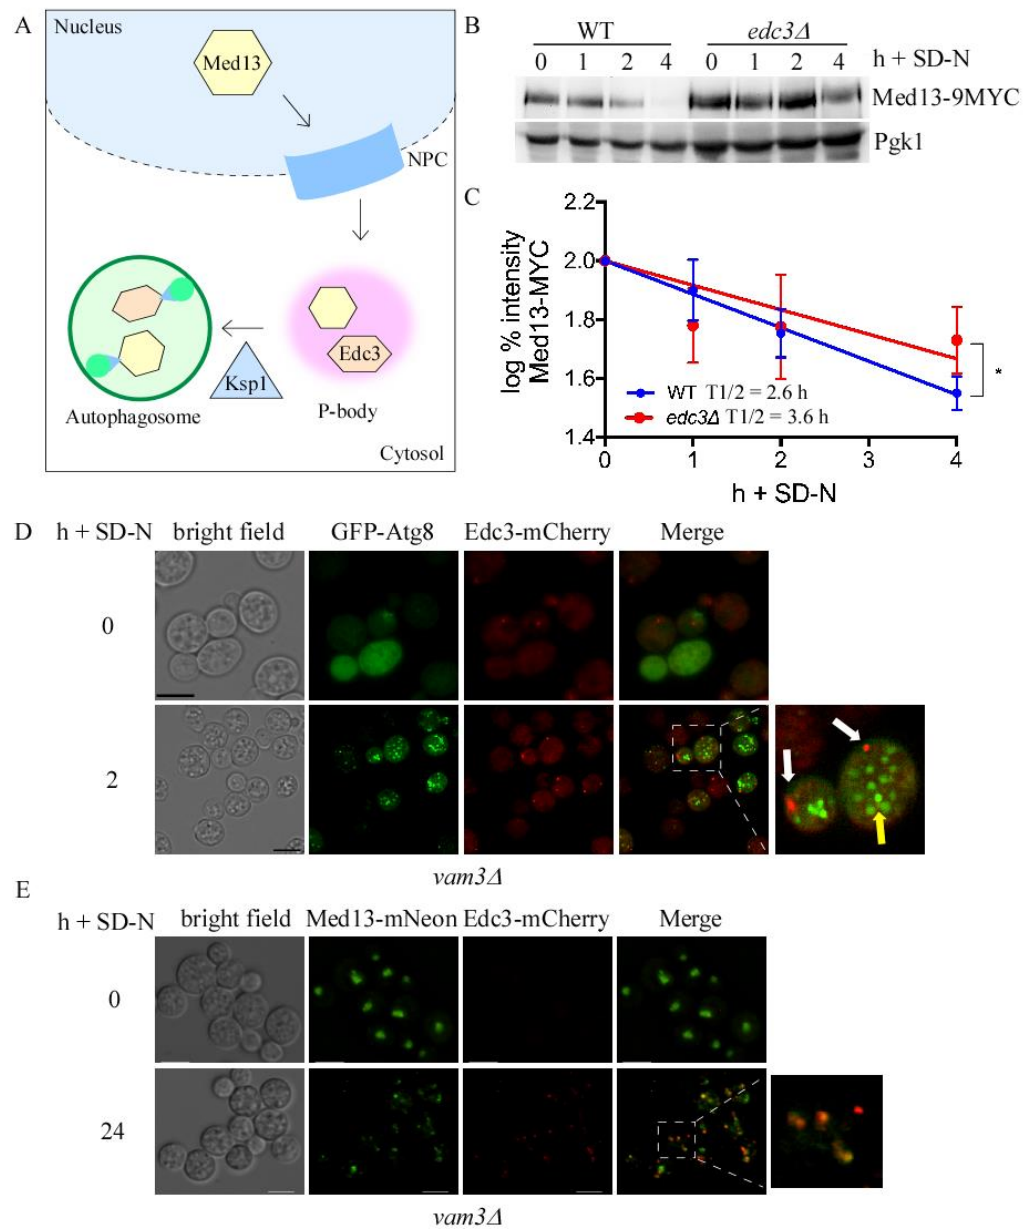 A
Nucleus
Med13
NPC
Edc3
Ksp1
Autophagosome
P-body
Cytosol
B
WT edc3Δ
0 1 2 4 0 1 2 4 h + SD-N
Med13-9MYC
Pgk1
C
log % intensity
Med13-MYC
2.2
2.0
1.8
1.6
1.4
WT T1/2 = 2.6 h
edc3Δ T1/2 = 3.6 h
*
0 1 2 3 4
h + SD-N
D h + SD-N bright field GFP-Atg8 Edc3-mCherry Merge
0
2
vam3Δ
E
h + SD-N bright field Med13-mNeon Edc3-mCherry Merge
0
24
vam3Δ